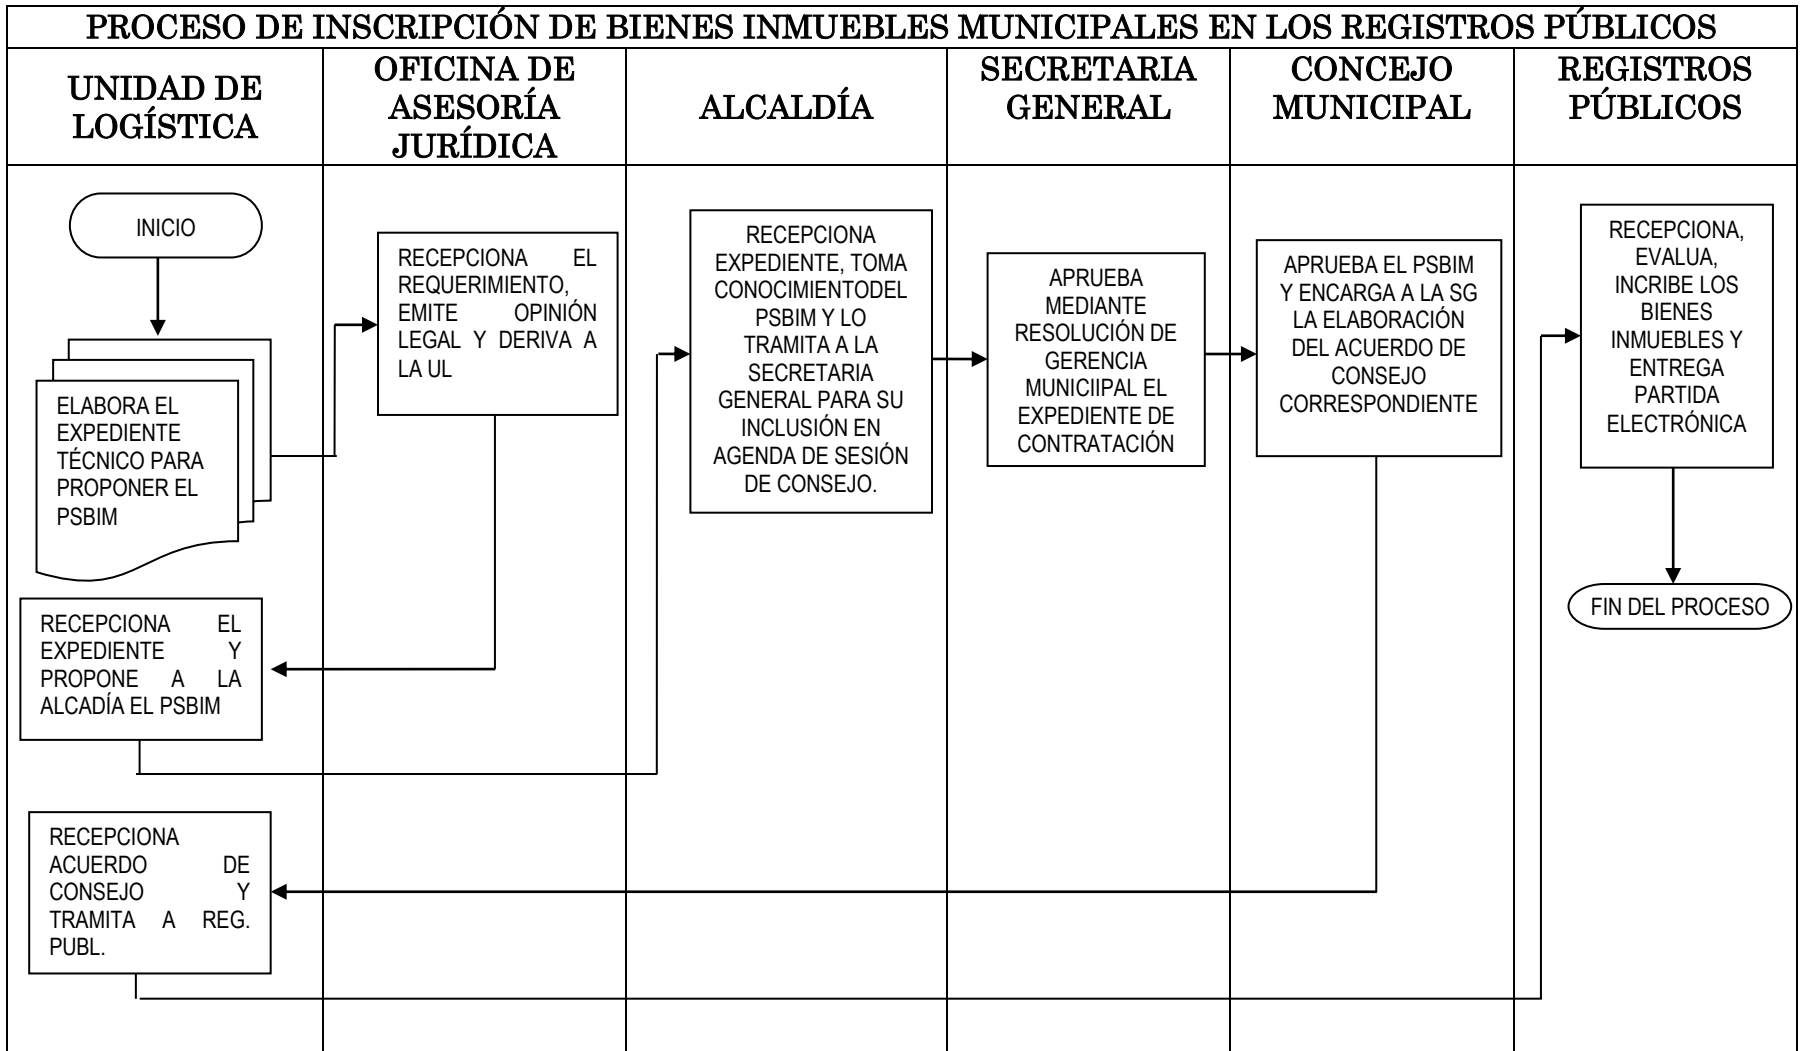 PROCESO DE INSCRIPCIÓN DE BIENES INMUEBLES MUNICIPALES EN LOS REGISTROS PÚBLICOS
UNIDAD DE
LOGÍSTICA
OFICINA DE
ASESORÍA
JURÍDICA
ALCALDÍA
SECRETARIA
GENERAL
CONCEJO
MUNICIPAL
REGISTROS
PÚBLICOS
INICIO
ELABORA EL
EXPEDIENTE
TÉCNICO PARA
PROPONER EL
PSBIM
RECEPCIONA EL
REQUERIMIENTO,
EMITE OPINIÓN
LEGAL Y DERIVA A
LA UL
RECEPCIONA EL
EXPEDIENTE Y
PROPONE A LA
ALCADÍA EL PSBIM
RECEPCIONA
EXPEDIENTE, TOMA
CONOCIMIENTODEL
PSBIM Y LO
TRAMITA A LA
SECRETARIA
GENERAL PARA SU
INCLUSIÓN EN
AGENDA DE SESIÓN
DE CONSEJO.
APRUEBA
MEDIANTE
RESOLUCIÓN DE
GERENCIA
MUNICIIPAL EL
EXPEDIENTE DE
CONTRATACIÓN
APRUEBA EL PSBIM
Y ENCARGA A LA SG
LA ELABORACIÓN
DEL ACUERDO DE
CONSEJO
CORRESPONDIENTE
RECEPCIONA
ACUERDO DE
CONSEJO Y
TRAMITA A REG.
PUBL.
RECEPCIONA,
EVALUA,
INCRIBE LOS
BIENES
INMUEBLES Y
ENTREGA
PARTIDA
ELECTRÓNICA
FIN DEL PROCESO